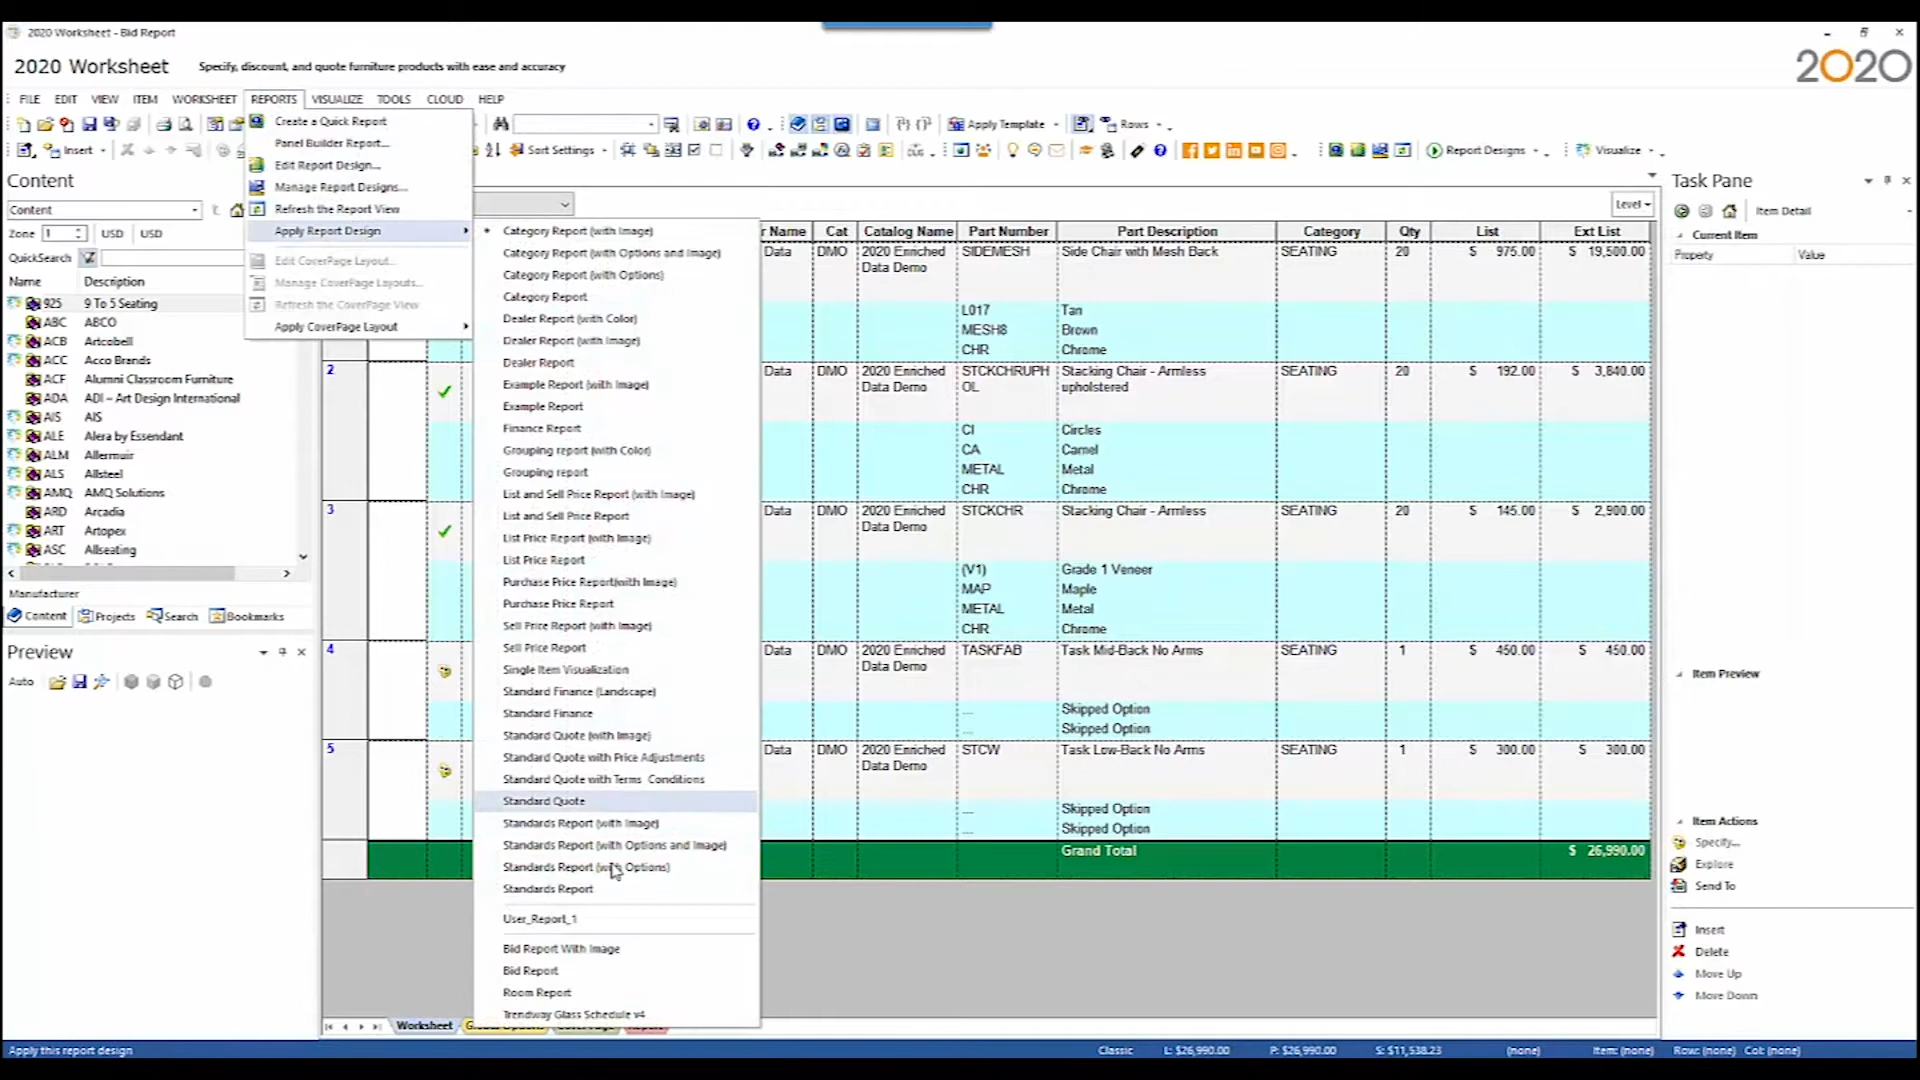 2020 Worksheet - Bid Report
2020 Worksheet Specify, discount, and quote furniture products with ease and accuracy
2020
FILE EDIT VIEW ITEM WORKSHEET REPORTS VISUALIZE TOOLS CLOUD HELP
Apply Template Rows
Insert Sort Settings Report Designs Visualize
Create a Quick Report
Panel Builder Report...
Edit Report Design...
Manage Report Designs...
Refresh the Report View
Apply Report Design
Edit CoverPage Layout...
Manage CoverPage Layouts...
Refresh the CoverPage View
Apply CoverPage Layout
Content
Content
Zone 1 USD USD
QuickSearch
Name Description
925 9 To 5 Seating
ABC ABCO
ACB Artcobell
ACC Acco Brands
ACF Alumni Classroom Furniture
ADA ADI – Art Design International
AIS AIS
ALE Alera by Essendant
ALM Allermuir
ALS Allsteel
AMQ AMQ Solutions
ARD Arcadia
ART Artopex
ASC Allseating
Manufacturer
Content Projects Search Bookmarks
Preview
Auto
Category Report (with Image)
Category Report (with Options and Image)
Category Report (with Options)
Category Report
Dealer Report (with Color)
Dealer Report (with Image)
Dealer Report
Example Report (with Image)
Example Report
Finance Report
Grouping report (with Color)
Grouping report
List and Sell Price Report (with Image)
List and Sell Price Report
List Price Report (with Image)
List Price Report
Purchase Price Report(with Image)
Purchase Price Report
Sell Price Report (with Image)
Sell Price Report
Single Item Visualization
Standard Finance (Landscape)
Standard Finance
Standard Quote (with Image)
Standard Quote with Price Adjustments
Standard Quote with Terms Conditions
Standard Quote
Standards Report (with Image)
Standards Report (with Options and Image)
Standards Report (with Options)
Standards Report
User_Report_1
Bid Report With Image
Bid Report
Room Report
Trendway Glass Schedule v4
Level
r Name Cat Catalog Name Part Number Part Description Category Qty List Ext List
Data DMO 2020 Enriched Data Demo SIDEMESH Side Chair with Mesh Back SEATING 20 $ 975.00 $ 19,500.00
L017 Tan
MESH8 Brown
CHR Chrome
2 Data DMO 2020 Enriched Data Demo STCKCHRUPHOL Stacking Chair - Armless upholstered SEATING 20 $ 192.00 $ 3,840.00
CI Circles
CA Camel
METAL Metal
CHR Chrome
3 Data DMO 2020 Enriched Data Demo STCKCHR Stacking Chair - Armless SEATING 20 $ 145.00 $ 2,900.00
(V1) Grade 1 Veneer
MAP Maple
METAL Metal
CHR Chrome
4 Data DMO 2020 Enriched Data Demo TASKFAB Task Mid-Back No Arms SEATING 1 $ 450.00 $ 450.00
... Skipped Option
... Skipped Option
5 Data DMO 2020 Enriched Data Demo STCW Task Low-Back No Arms SEATING 1 $ 300.00 $ 300.00
... Skipped Option
... Skipped Option
Grand Total $ 26,990.00
Worksheet
Task Pane
Item Detail
Current Item
Property Value
Item Preview
Item Actions
Specify...
Explore
Send To
Insert
Delete
Move Up
Move Down
Apply this report design Classic L: $26,990.00 P: $26,990.00 S: $11,538.23 (none) Item: (none) Row: (none) Col: (none)